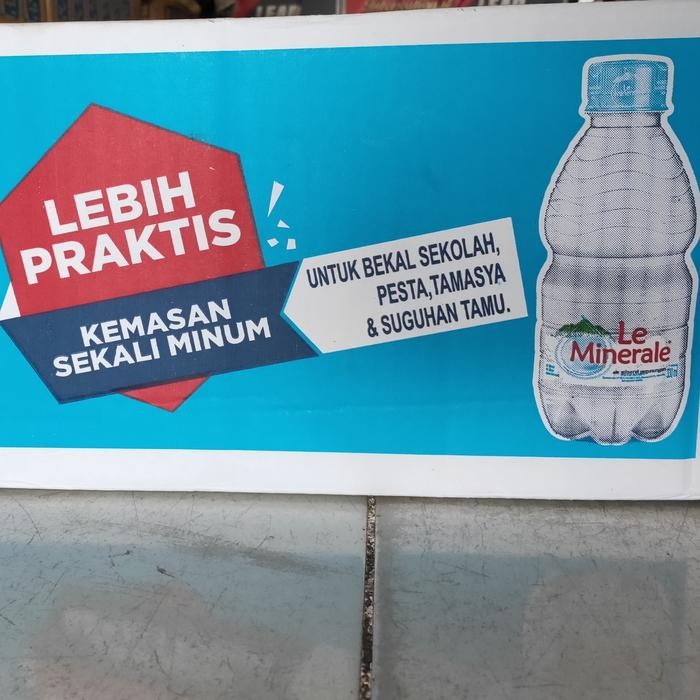 LEBIH
PRAKTIS
KEMASAN
SEKALI MINUM
UNTUK BEKAL SEKOLAH,
PESTA,TAMASYA
& SUGUHAN TAMU.
Le
Minerale